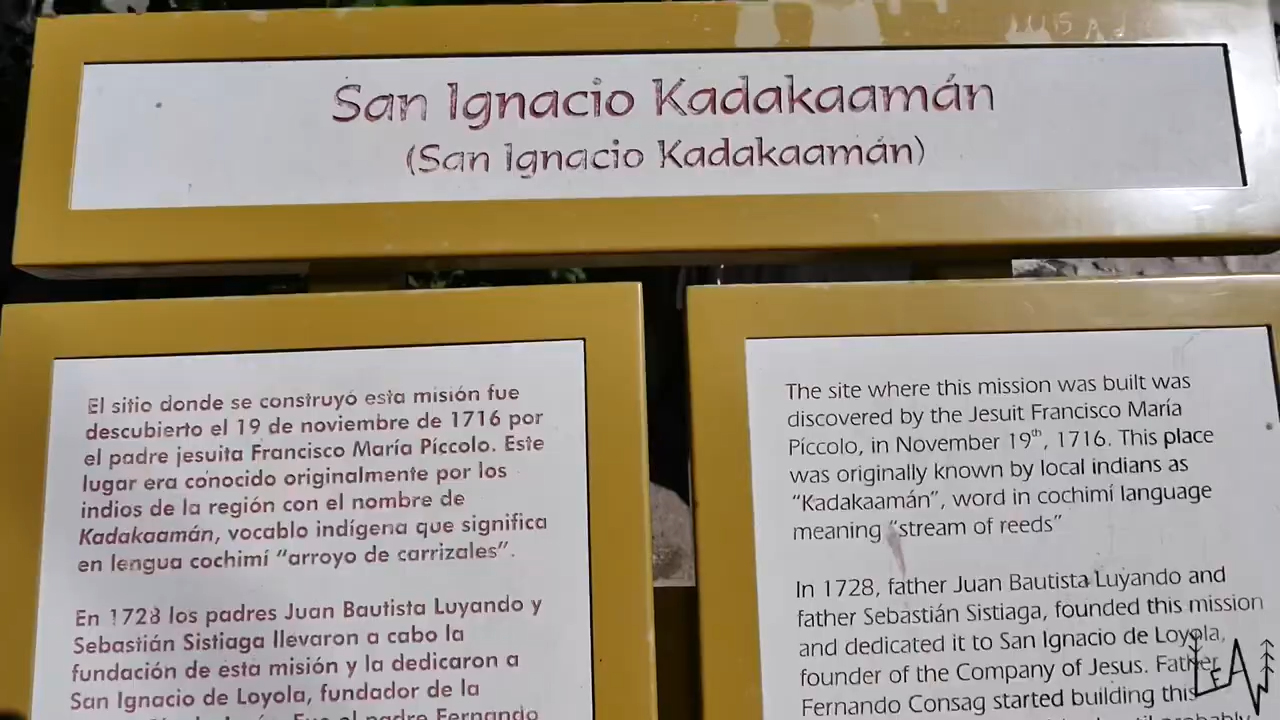 San Ignacio Kadakaamán
(San Ignacio Kadakaamán)
El sitio donde se construyó esta misión fue
descubierto el 19 de noviembre de 1716 por
el padre jesuita Francisco María Píccolo. Este
lugar era conocido originalmente por los
indios de la región con el nombre de
Kadakaamán, vocablo indígena que significa
en lengua cochimí “arroyo de carrizales”.
En 1728 los padres Juan Bautista Luyando y
Sebastián Sistiaga llevaron a cabo la
fundación de esta misión y la dedicaron a
San Ignacio de Loyola, fundador de la
el padre Fernando
The site where this mission was built was
discovered by the Jesuit Francisco María
Píccolo, in November 19th, 1716. This place
was originally known by local indians as
“Kadakaamán”, word in cochimí language
meaning “stream of reeds”
In 1728, father Juan Bautista Luyando and
father Sebastián Sistiaga, founded this mission
and dedicated it to San Ignacio de Loyola,
founder of the Company of Jesus. Father
Fernando Consag started building this
probably